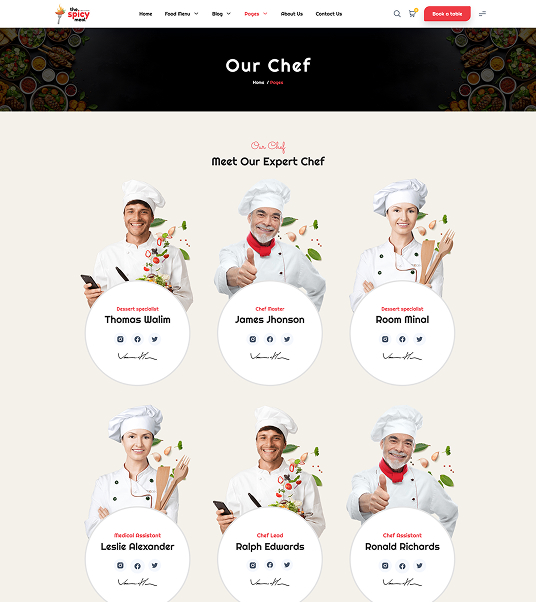 the
spicy
meat
Home Food Menu Blog Pages About Us Contact Us Book a table
Our Chef
Home / Pages
Our Chef
Meet Our Expert Chef
Dessert specialist
Thomas Walim
Chef Master
James Jhonson
Dessert specialist
Room Minal
Medical Assistant
Leslie Alexander
Chef Lead
Ralph Edwards
Chef Assistant
Ronald Richards